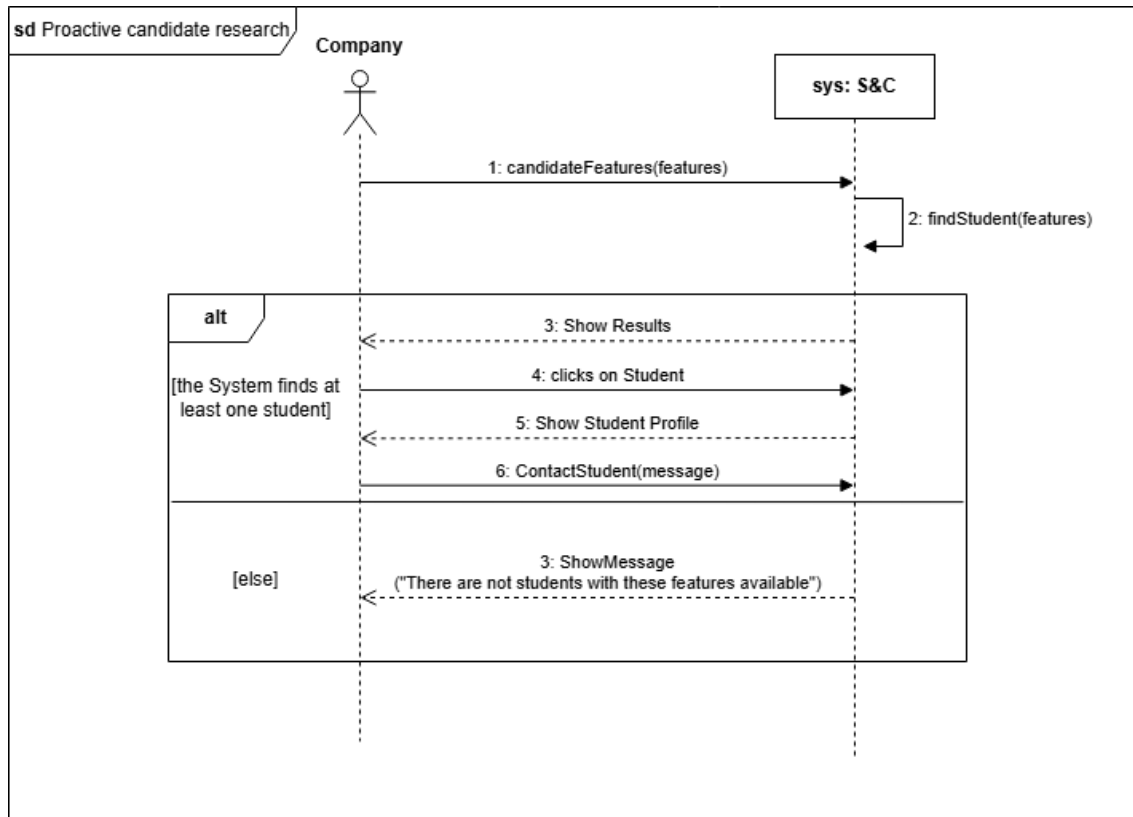 sd Proactive candidate research
Company
sys: S&C
1: candidateFeatures(features)
2: findStudent(features)
alt
3: Show Results
[the System finds at
least one student]
4: clicks on Student
5: Show Student Profile
6: ContactStudent(message)
[else]
3: ShowMessage
("There are not students with these features available")